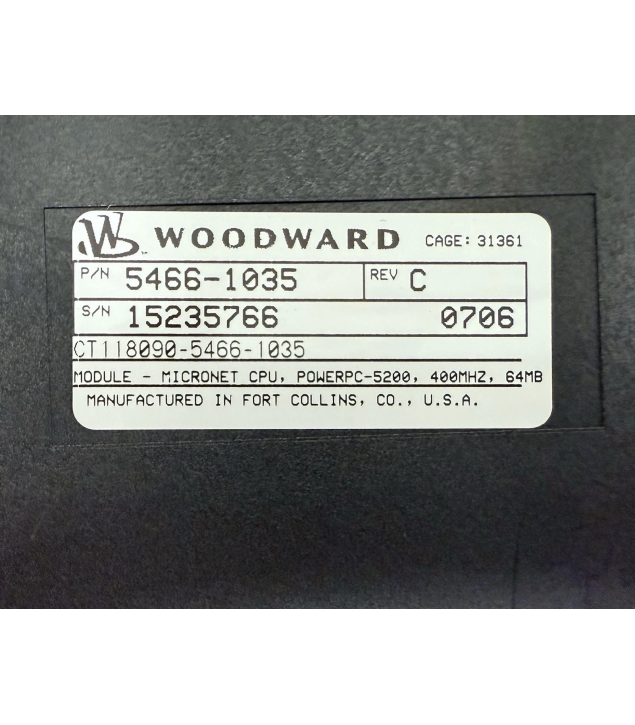 WOODWARD CAGE: 31361
P/N 5466-1035 REV C
S/N 15235766 0706
CT118090-5466-1035
MODULE - MICRONET CPU, POWERPC-5200, 400MHZ, 64MB
MANUFACTURED IN FORT COLLINS, CO., U.S.A.